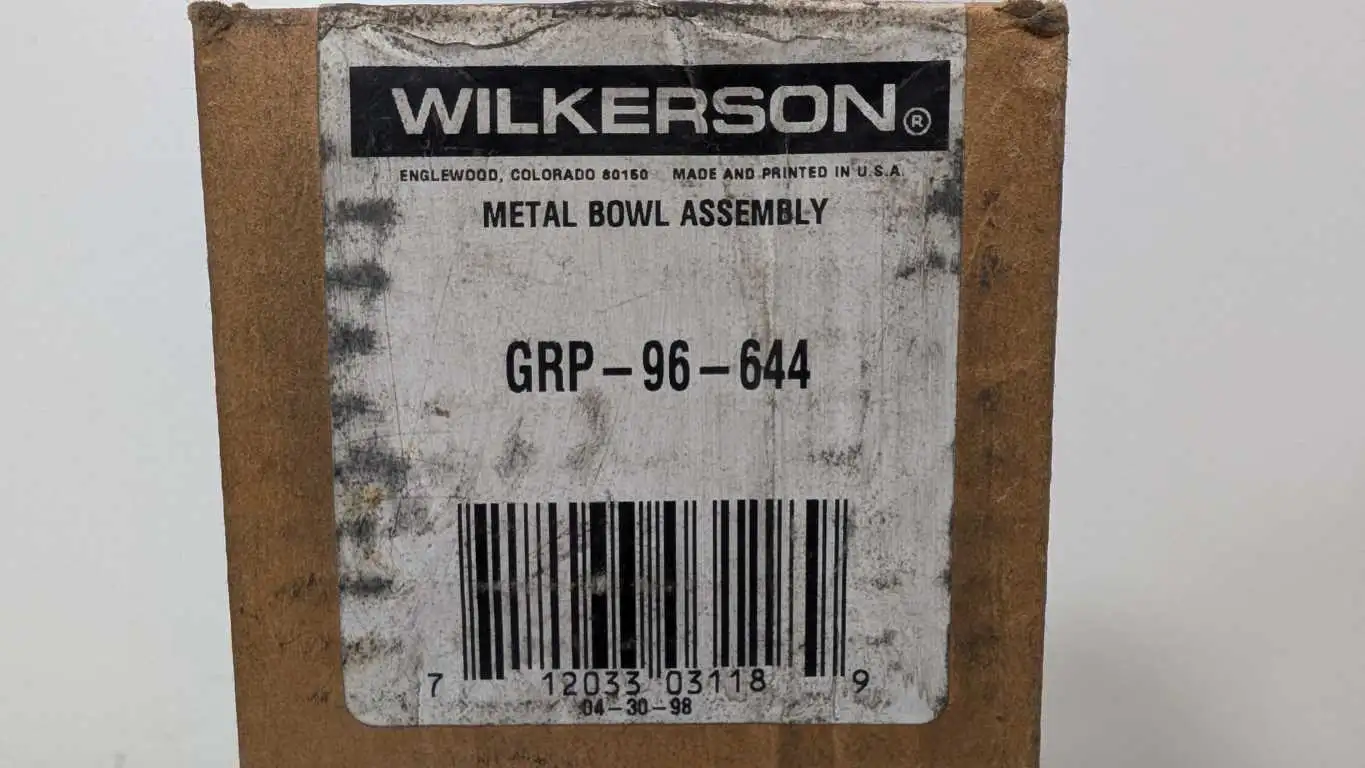 WILKERSON®
ENGLEWOOD, COLORADO 80150 MADE AND PRINTED IN U.S.A.
METAL BOWL ASSEMBLY
GRP-96-644
7 12033 03118 9
04-30-98